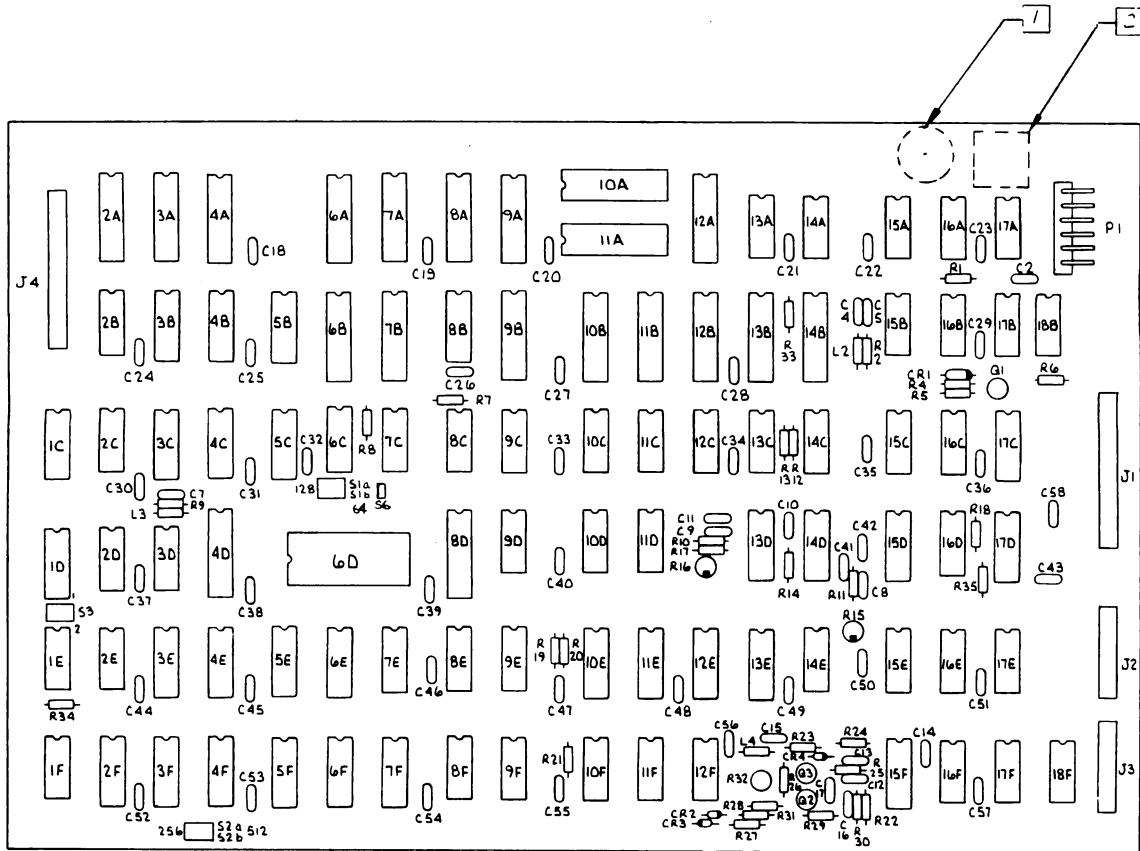 1 2
10A
2A 3A 4A 6A 7A 8A 9A 12A
11A
13A 14A 15A 16A 17A
C18 C19 C20 C21 C22 C23
P1
J4
R1 C2
2B 3B 4B 5B 6B 7B 8B 9B 10B 11B 12B 13B 14B 15B 16B 17B 18B
C4 C5
R33
L2 R2
C29
C24 C25 C26 C27 C28
CR1 Q1 R6
R4
R5
R7
1C 2C 3C 4C 5C 6C 7C 8C 9C 10C 11C 12C 13C 14C 15C 16C 17C
C32 R8 C33 C34 C35
R13 R12
J1
C30 C7 C31 C36
R9
L3
128 S1a
S1b
64 S6
C58
C11 C10 R18
C9 C42
R10
R17
R16
C41
1D 2D 3D 4D 6D 8D 9D 10D 11D 13D 14D 15D 16D 17D
C37 C38 C39 C40 R14 R11 C8 R35 C43
1
S3
2
R15
1E 2E 3E 4E 5E 6E 7E 8E 9E 10E 11E 12E 13E 14E 15E 16E 17E
R19 R20
J2
C44 C45 C46 C47 C48 C49 C50 C51
R34
C56 C15 R23 R24 C14
L4 CR4 C13
R21 R32 Q3 R25
R26 C17 C12
1F 2F 3F 4F 5F 6F 7F 8F 9F 10F 11F 12F 15F 16F 17F 18F
J3
C52 C53 C54 C55 Q2 C57
R28
CR2 R31 R29 C16 R22
CR3 R27 R30
256 S2a 512
S2b